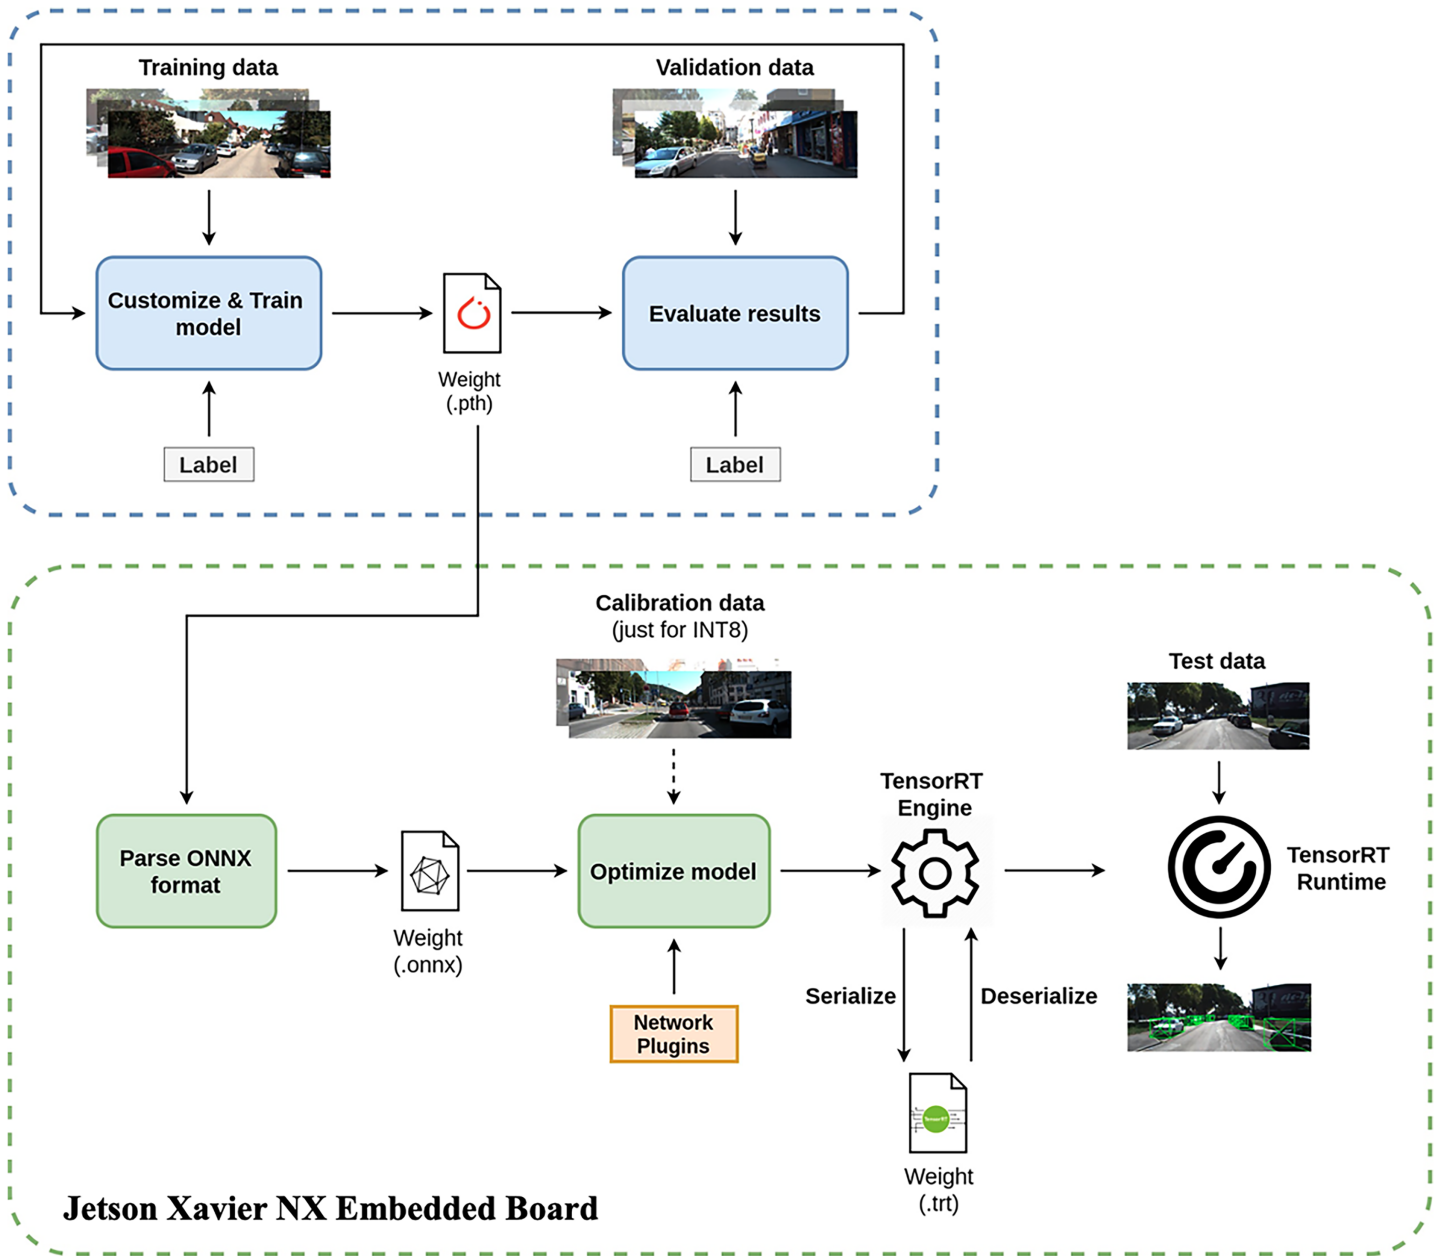 Training data
Validation data
Customize & Train
model
Evaluate results
Weight
(.pth)
Label
Label
Calibration data
(just for INT8)
Test data
TensorRT
Engine
Parse ONNX
format
Optimize model
TensorRT
Runtime
Weight
(.onnx)
Serialize
Deserialize
Network
Plugins
TensorRT
Weight
(.trt)
Jetson Xavier NX Embedded Board